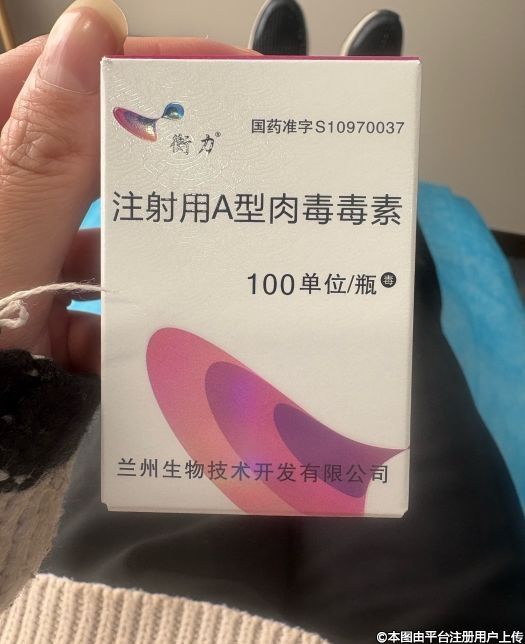 国药准字S10970037
衡力®
注射用A型肉毒毒素
100单位/瓶 毒
兰州生物技术开发有限公司
©本图由平台注册用户上传